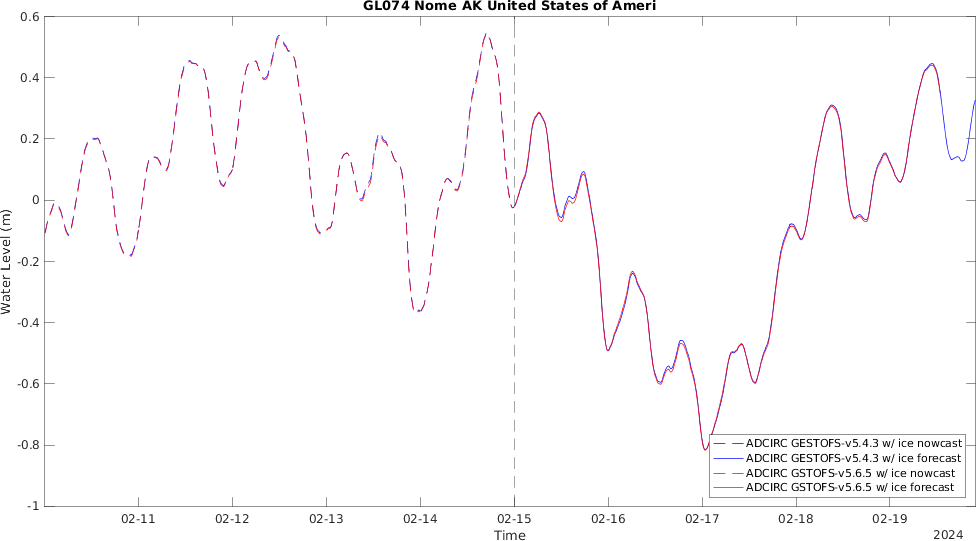 GL074 Nome AK United States of Ameri
0.6
0.4
0.2
0
-0.2
-0.4
-0.6
-0.8
-1
Water Level (m)
ADCIRC GESTOFS-v5.4.3 w/ ice nowcast
ADCIRC GESTOFS-v5.4.3 w/ ice forecast
ADCIRC GSTOFS-v5.6.5 w/ ice nowcast
ADCIRC GSTOFS-v5.6.5 w/ ice forecast
02-11 02-12 02-13 02-14 02-15 02-16 02-17 02-18 02-19
Time
2024